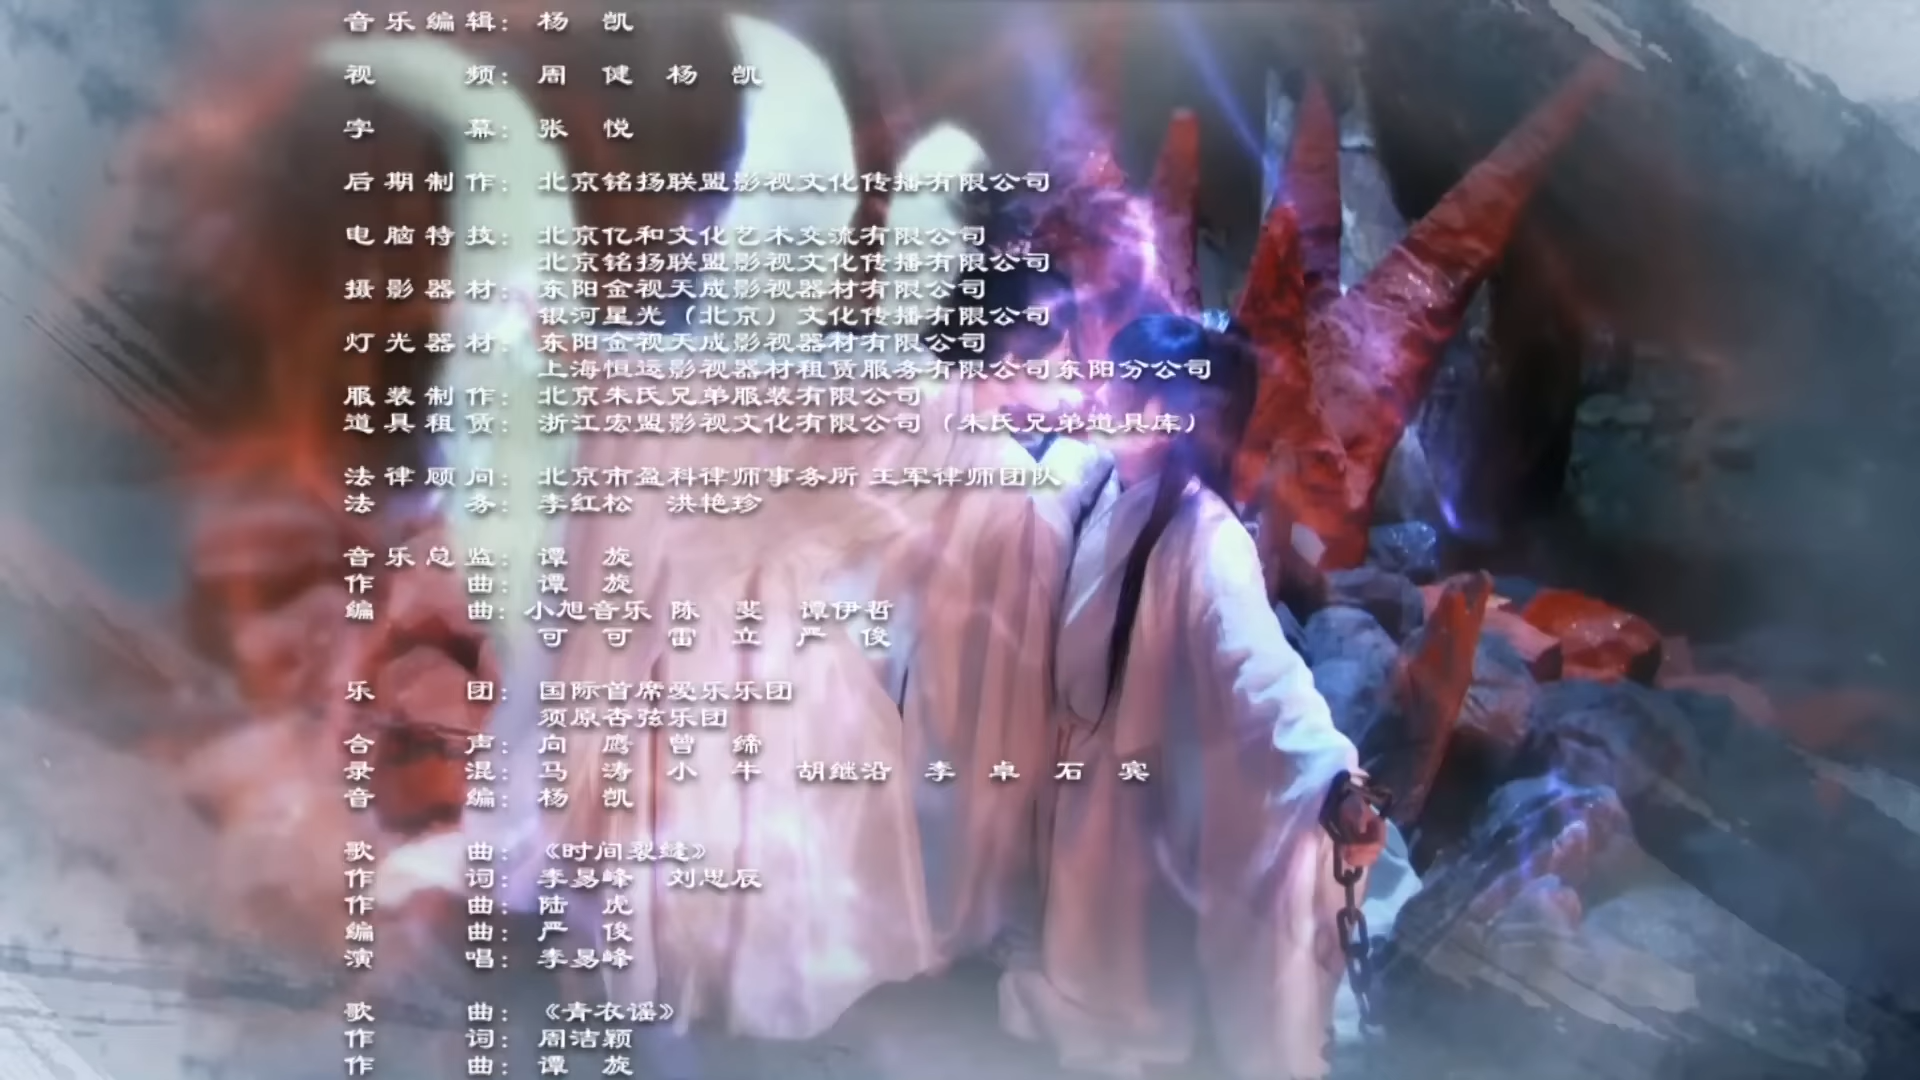 音乐编辑: 杨 凯
视 频: 周 健 杨 凯
字 幕: 张 悦
后期制作: 北京铭扬联盟影视文化传播有限公司
电脑特技: 北京亿和文化艺术交流有限公司
北京铭扬联盟影视文化传播有限公司
摄影器材: 东阳金视天成影视器材有限公司
银河星光（北京）文化传播有限公司
灯光器材: 东阳金视天成影视器材有限公司
上海恒运影视器材租赁服务有限公司东阳分公司
服装制作: 北京朱氏兄弟服装有限公司
道具租赁: 浙江宏盟影视文化有限公司（朱氏兄弟道具库）
法律顾问: 北京市盈科律师事务所 王军律师团队
法 务: 李红松 洪艳珍
音乐总监: 谭 旋
作 曲: 谭 旋
编 曲: 小旭音乐 陈 斐 谭伊哲
可 可 雷 立 严 俊
乐 团: 国际首席爱乐乐团
须原杏弦乐团
合 声: 向 鹰 曾 缔
录 混: 马 涛 小 牛 胡继沿 李 卓 石 宾
音 编: 杨 凯
歌 曲: 《时间裂缝》
作 词: 李易峰 刘思辰
作 曲: 陆 虎
编 曲: 严 俊
演 唱: 李易峰
歌 曲: 《青衣谣》
作 词: 周洁颖
作 曲: 谭 旋